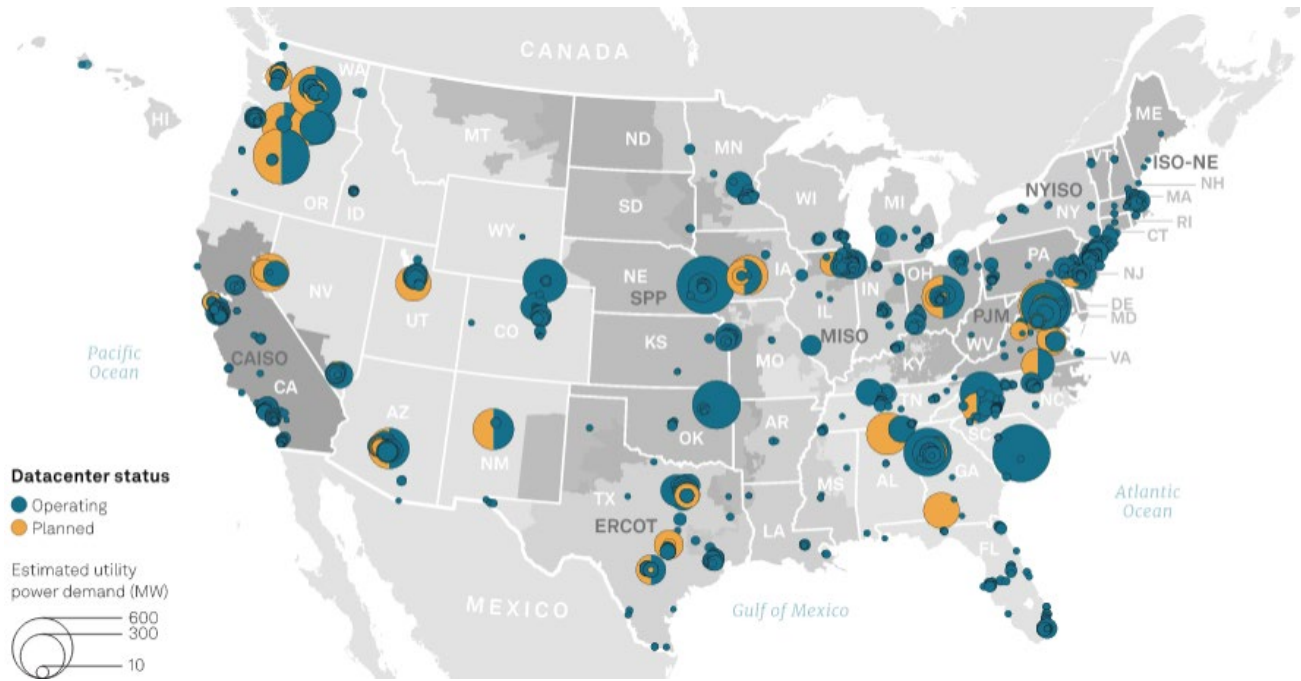 CANADA
WA
HI
MT
ND
MN
ME
VT
ISO-NE
NH
MA
RI
CT
NYISO
NY
WI
MI
OR
ID
SD
WY
IA
PA
NJ
NE
SPP
OH
IN
IL
NV
UT
CO
PJM
DE
MD
MISO
WV
VA
Pacific
Ocean
CAISO
CA
KS
MO
KY
AZ
NM
OK
AR
TN
NC
SC
MS
AL
GA
Atlantic
Ocean
TX
ERCOT
LA
FL
Gulf of Mexico
MEXICO
Datacenter status
Operating
Planned
Estimated utility
power demand (MW)
600
300
10